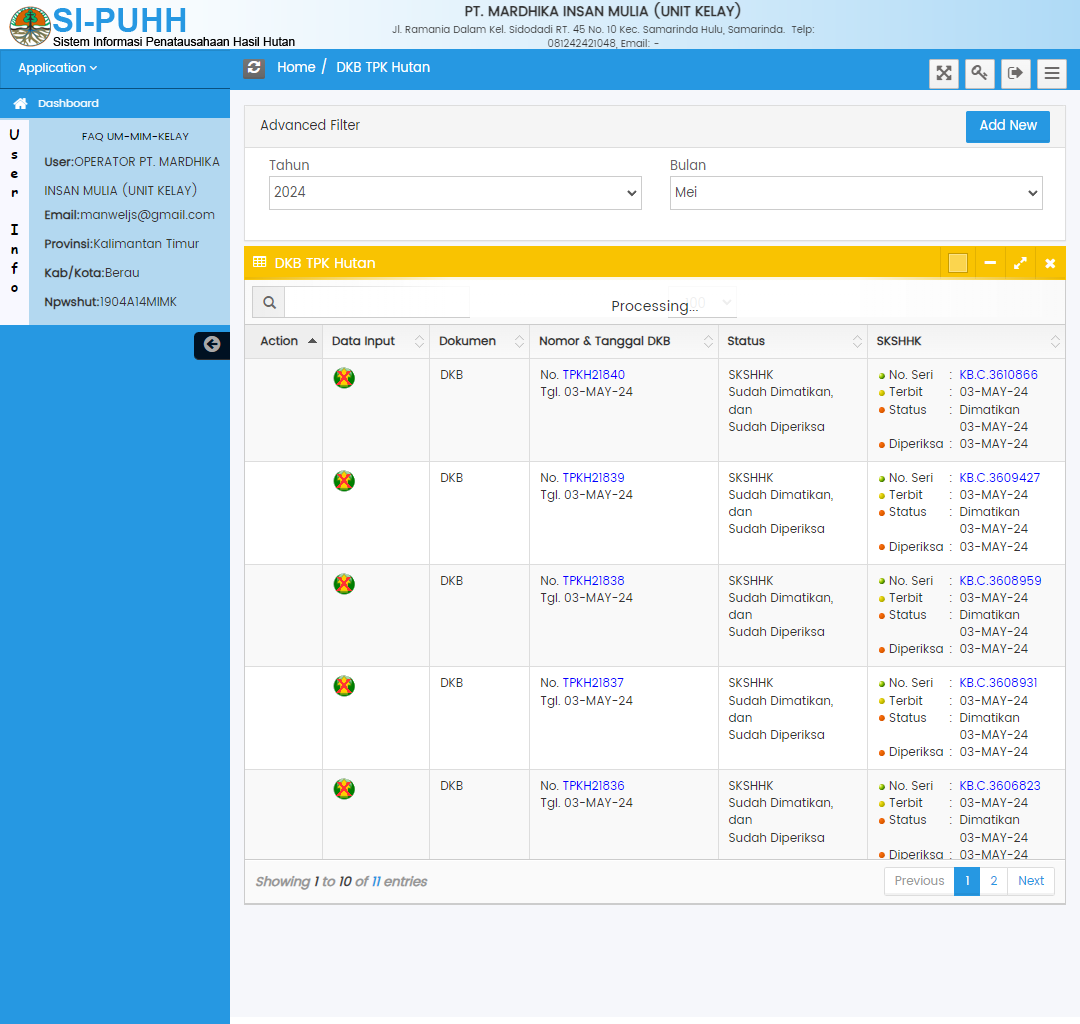 SI-PUHH
Sistem Informasi Penatausahaan Hasil Hutan
PT. MARDHIKA INSAN MULIA (UNIT KELAY)
Jl. Ramania Dalam Kel. Sidodadi RT. 45 No. 10 Kec. Samarinda Hulu, Samarinda. Telp:
081242421048, Email: -
Application
Home / DKB TPK Hutan
Dashboard
User Info
FAQ UM-MIM-KELAY
User:OPERATOR PT. MARDHIKA
INSAN MULIA (UNIT KELAY)
Email:manweljs@gmail.com
Provinsi:Kalimantan Timur
Kab/Kota:Berau
Npwshut:1904A14MIMK
Advanced Filter
Add New
Tahun
Bulan
2024
Mei
DKB TPK Hutan
Processing...
Action Data Input Dokumen Nomor & Tanggal DKB Status SKSHHK
DKB No. TPKH21840 SKSHHK No. Seri : KB.C.3610866
Tgl. 03-MAY-24 Sudah Dimatikan, Terbit : 03-MAY-24
dan Status : Dimatikan
Sudah Diperiksa 03-MAY-24
Diperiksa : 03-MAY-24
DKB No. TPKH21839 SKSHHK No. Seri : KB.C.3609427
Tgl. 03-MAY-24 Sudah Dimatikan, Terbit : 03-MAY-24
dan Status : Dimatikan
Sudah Diperiksa 03-MAY-24
Diperiksa : 03-MAY-24
DKB No. TPKH21838 SKSHHK No. Seri : KB.C.3608959
Tgl. 03-MAY-24 Sudah Dimatikan, Terbit : 03-MAY-24
dan Status : Dimatikan
Sudah Diperiksa 03-MAY-24
Diperiksa : 03-MAY-24
DKB No. TPKH21837 SKSHHK No. Seri : KB.C.3608931
Tgl. 03-MAY-24 Sudah Dimatikan, Terbit : 03-MAY-24
dan Status : Dimatikan
Sudah Diperiksa 03-MAY-24
Diperiksa : 03-MAY-24
DKB No. TPKH21836 SKSHHK No. Seri : KB.C.3606823
Tgl. 03-MAY-24 Sudah Dimatikan, Terbit : 03-MAY-24
dan Status : Dimatikan
Sudah Diperiksa 03-MAY-24
Diperiksa : 03-MAY-24
Showing 1 to 10 of 11 entries
Previous 1 2 Next